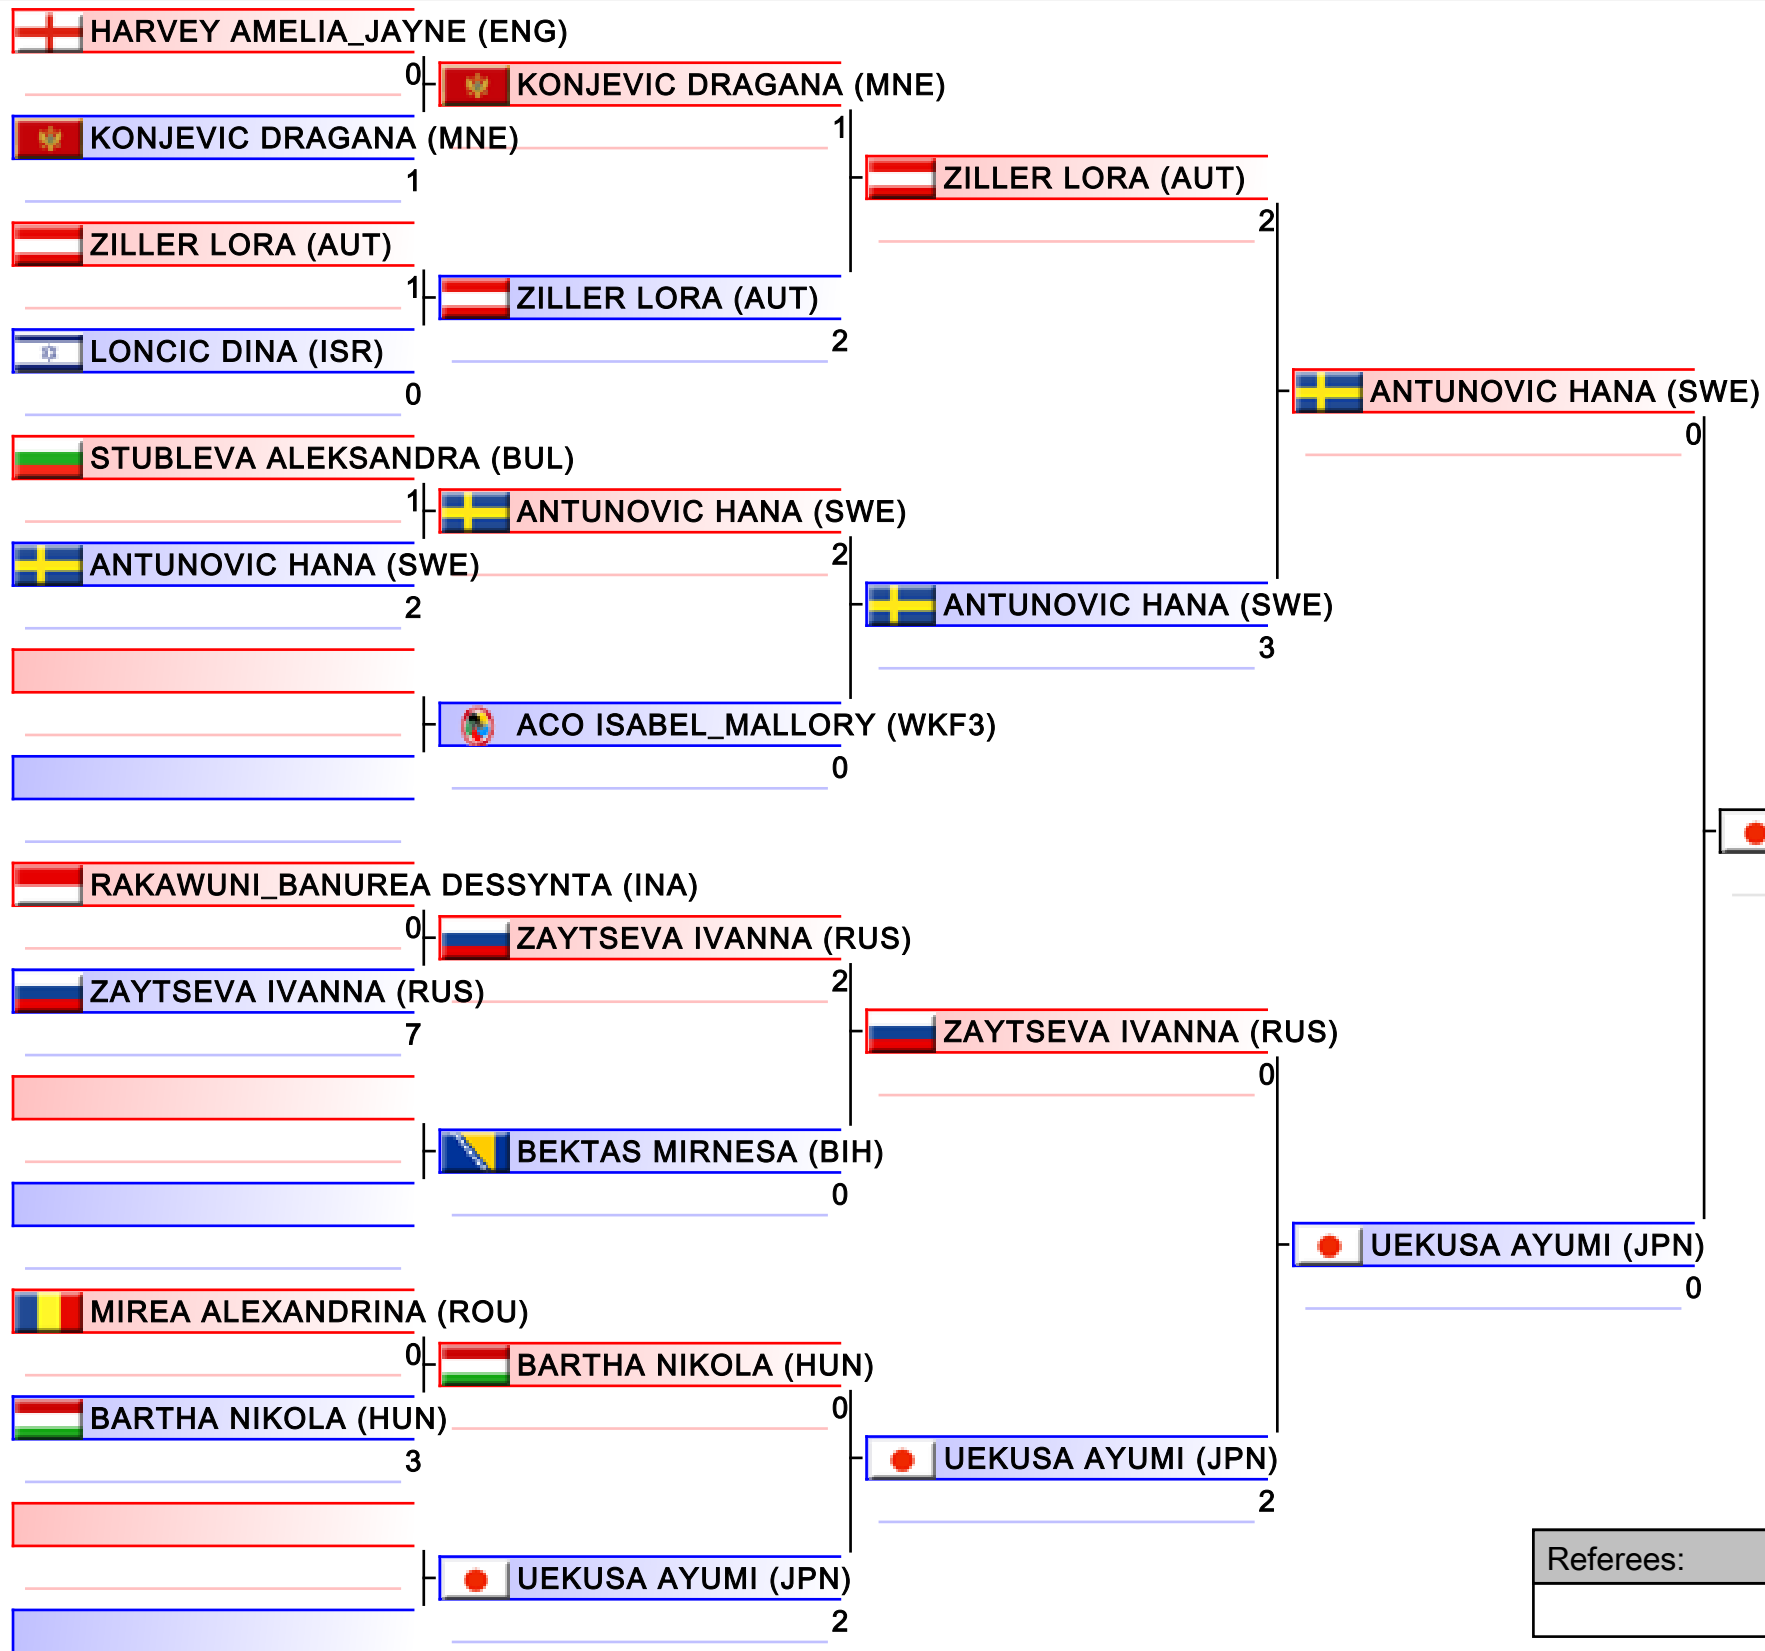 HARVEY AMELIA_JAYNE (ENG)
0
KONJEVIC DRAGANA (MNE)
1
ZILLER LORA (AUT)
1
LONCIC DINA (ISR)
0
STUBLEVA ALEKSANDRA (BUL)
1
ANTUNOVIC HANA (SWE)
2
RAKAWUNI_BANUREA DESSYNTA (INA)
0
ZAYTSEVA IVANNA (RUS)
7
MIREA ALEXANDRINA (ROU)
0
BARTHA NIKOLA (HUN)
3
KONJEVIC DRAGANA (MNE)
1
ZILLER LORA (AUT)
2
ANTUNOVIC HANA (SWE)
2
ACO ISABEL_MALLORY (WKF3)
0
ZAYTSEVA IVANNA (RUS)
2
BEKTAS MIRNESA (BIH)
0
BARTHA NIKOLA (HUN)
0
UEKUSA AYUMI (JPN)
2
ZILLER LORA (AUT)
2
ANTUNOVIC HANA (SWE)
3
ZAYTSEVA IVANNA (RUS)
0
UEKUSA AYUMI (JPN)
2
ANTUNOVIC HANA (SWE)
0
UEKUSA AYUMI (JPN)
0
Referees: